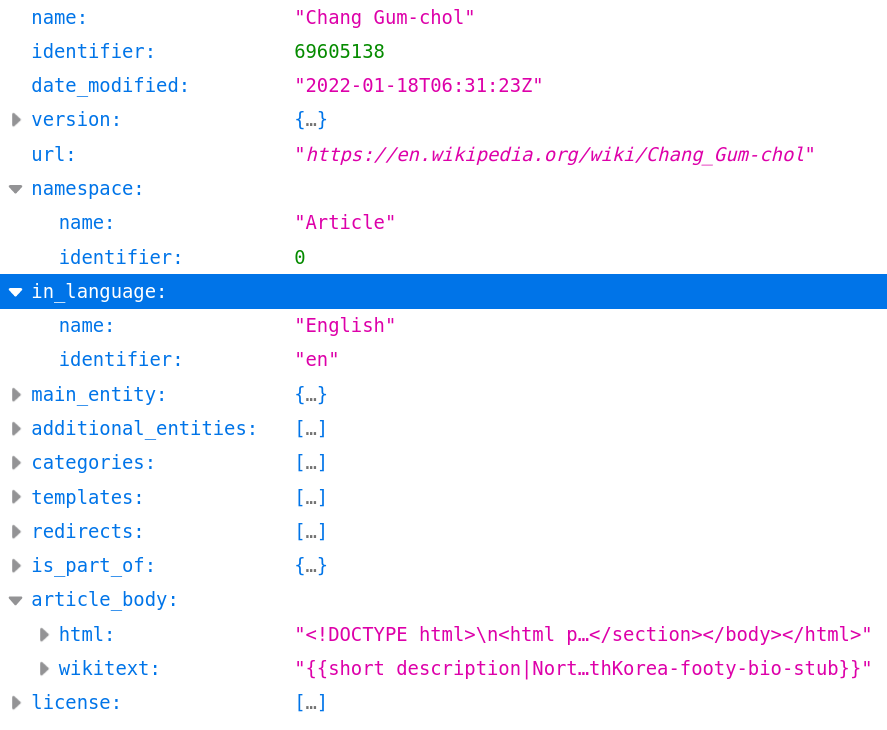 name: "Chang Gum-chol"
identifier: 69605138
date_modified: "2022-01-18T06:31:23Z"
version: {…}
url: "https://en.wikipedia.org/wiki/Chang_Gum-chol"
namespace:
name: "Article"
identifier: 0
in_language:
name: "English"
identifier: "en"
main_entity: {…}
additional_entities: […]
categories: […]
templates: […]
redirects: […]
is_part_of: {…}
article_body:
html: "<!DOCTYPE html>\n<html p…</section></body></html>"
wikitext: "{{short description|Nort…thKorea-footy-bio-stub}}"
license: […]